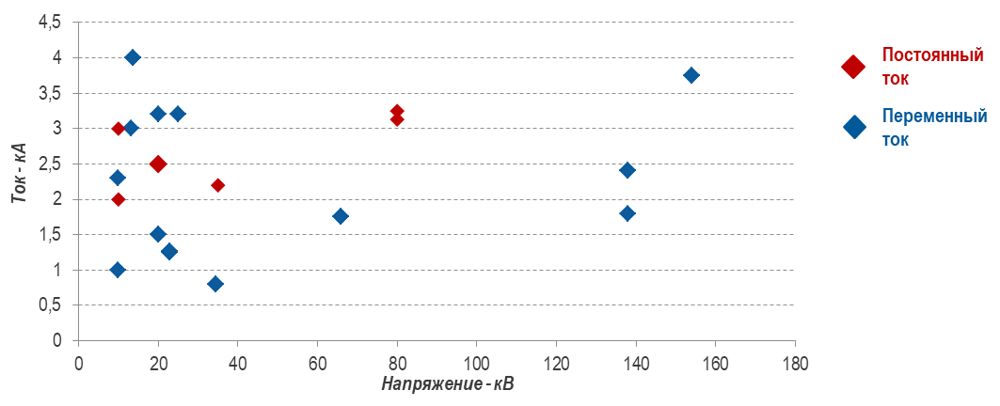 4,5
4
3,5
3
2,5
2
1,5
1
0,5
0
Ток - кА
0 20 40 60 80 100 120 140 160 180
Напряжение - кВ
Постоянный
ток
Переменный
ток